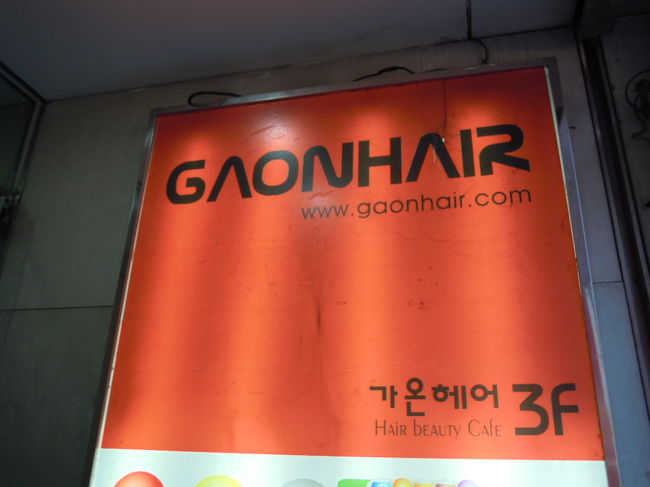 GAONHAIR
www.gaonhair.com
가온헤어 3F
HAIR bEAUTY CAFE